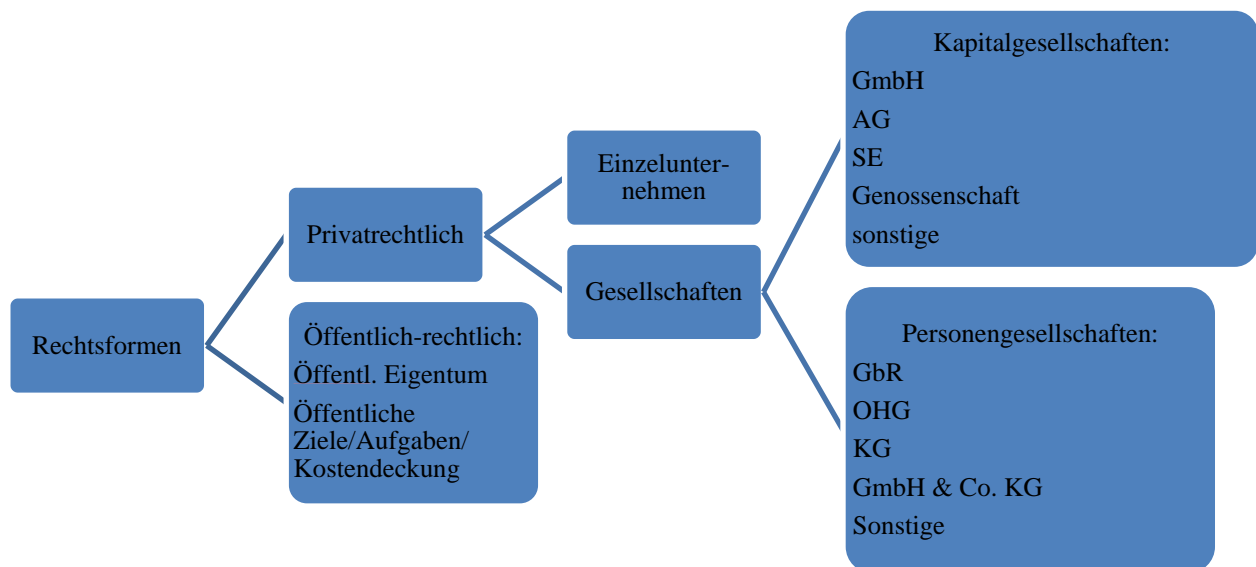 Rechtsformen
Privatrechtlich
Öffentlich-rechtlich:
Öffentl. Eigentum
Öffentliche
Ziele/Aufgaben/
Kostendeckung
Einzelunter-
nehmen
Gesellschaften
Kapitalgesellschaften:
GmbH
AG
SE
Genossenschaft
sonstige
Personengesellschaften:
GbR
OHG
KG
GmbH & Co. KG
Sonstige